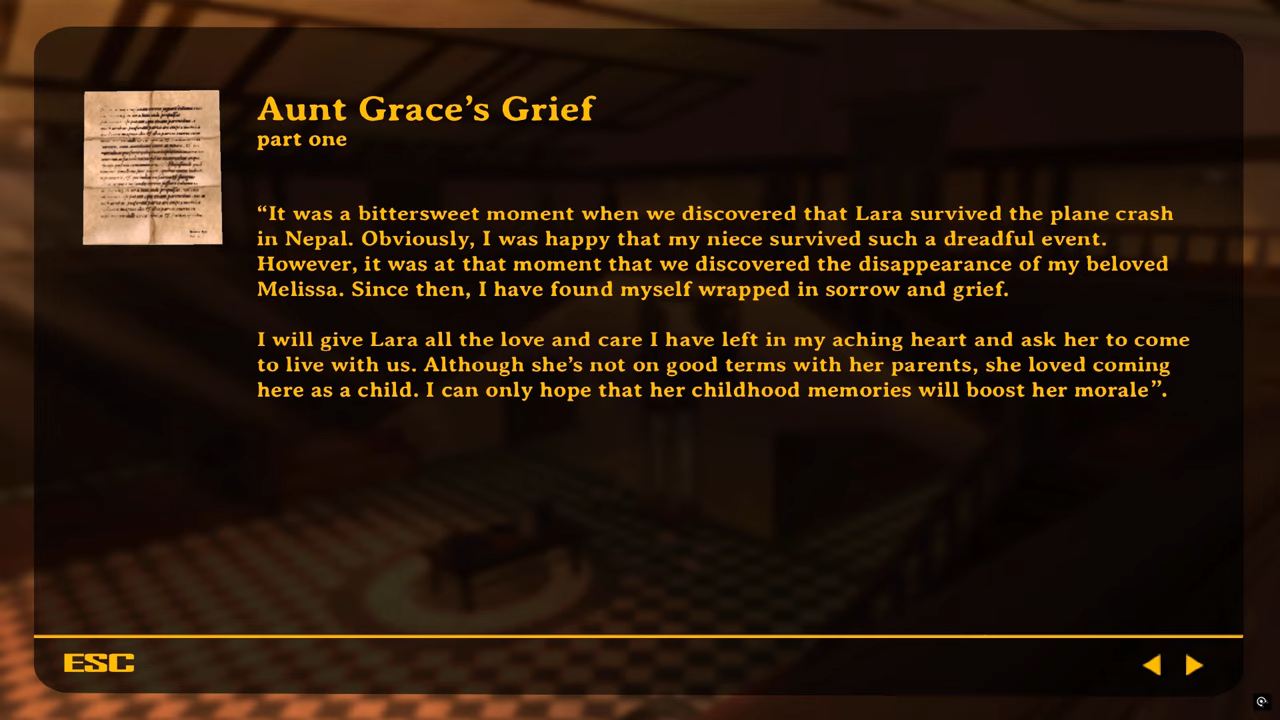 Aunt Grace’s Grief
part one
“It was a bittersweet moment when we discovered that Lara survived the plane crash
in Nepal. Obviously, I was happy that my niece survived such a dreadful event.
However, it was at that moment that we discovered the disappearance of my beloved
Melissa. Since then, I have found myself wrapped in sorrow and grief.
I will give Lara all the love and care I have left in my aching heart and ask her to come
to live with us. Although she’s not on good terms with her parents, she loved coming
here as a child. I can only hope that her childhood memories will boost her morale”.
ESC